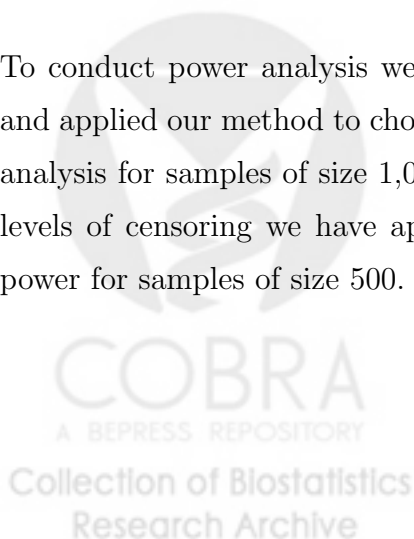 To conduct power analysis we
and applied our method to cho
analysis for samples of size 1,0
levels of censoring we have ap
power for samples of size 500.
COBRA
A BEPRESS REPOSITORY
Collection of Biostatistics
Research Archive